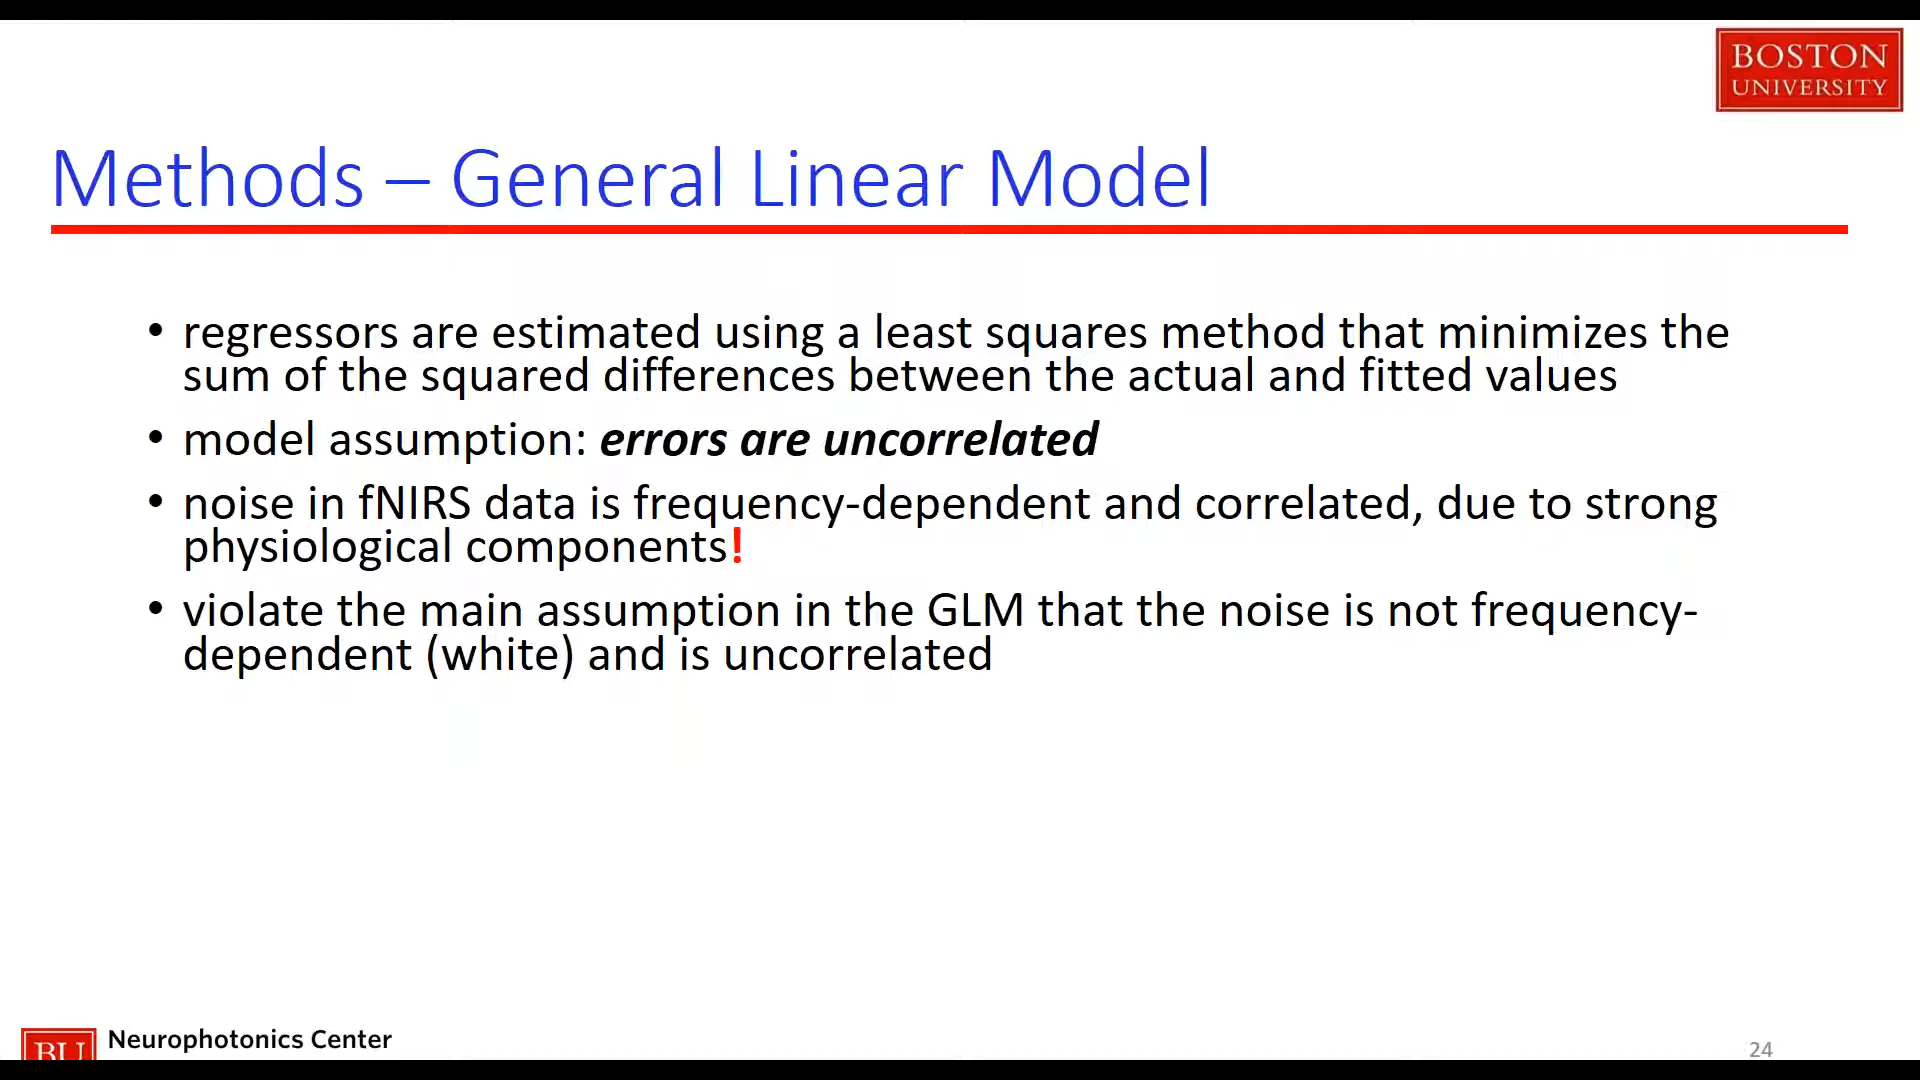 BOSTON
UNIVERSITY
Methods – General Linear Model
• regressors are estimated using a least squares method that minimizes the
sum of the squared differences between the actual and fitted values
• model assumption: errors are uncorrelated
• noise in fNIRS data is frequency-dependent and correlated, due to strong
physiological components!
• violate the main assumption in the GLM that the noise is not frequency-
dependent (white) and is uncorrelated
BU
Neurophotonics Center
24